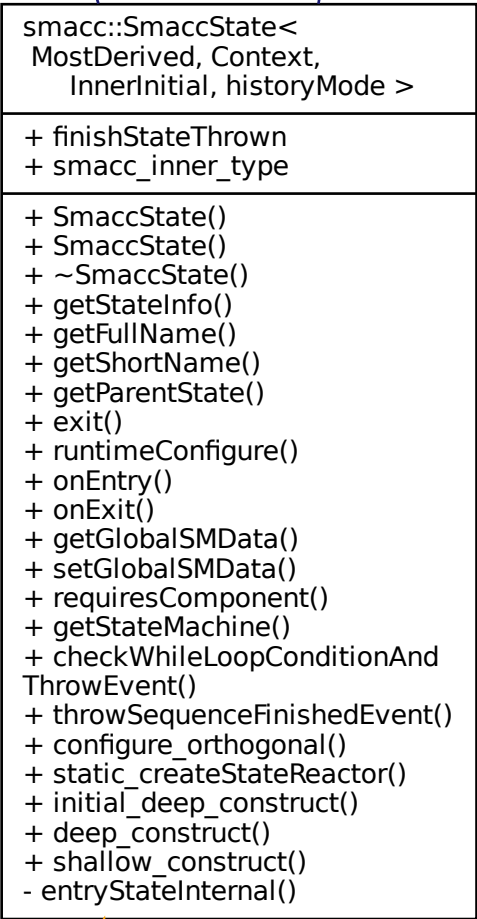 smacc::SmaccState<
MostDerived, Context,
InnerInitial, historyMode >
+ finishStateThrown
+ smacc_inner_type
+ SmaccState()
+ SmaccState()
+ ~SmaccState()
+ getStateInfo()
+ getFullName()
+ getShortName()
+ getParentState()
+ exit()
+ runtimeConfigure()
+ onEntry()
+ onExit()
+ getGlobalSMData()
+ setGlobalSMData()
+ requiresComponent()
+ getStateMachine()
+ checkWhileLoopConditionAnd
ThrowEvent()
+ throwSequenceFinishedEvent()
+ configure_orthogonal()
+ static_createStateReactor()
+ initial_deep_construct()
+ deep_construct()
+ shallow_construct()
- entryStateInternal()